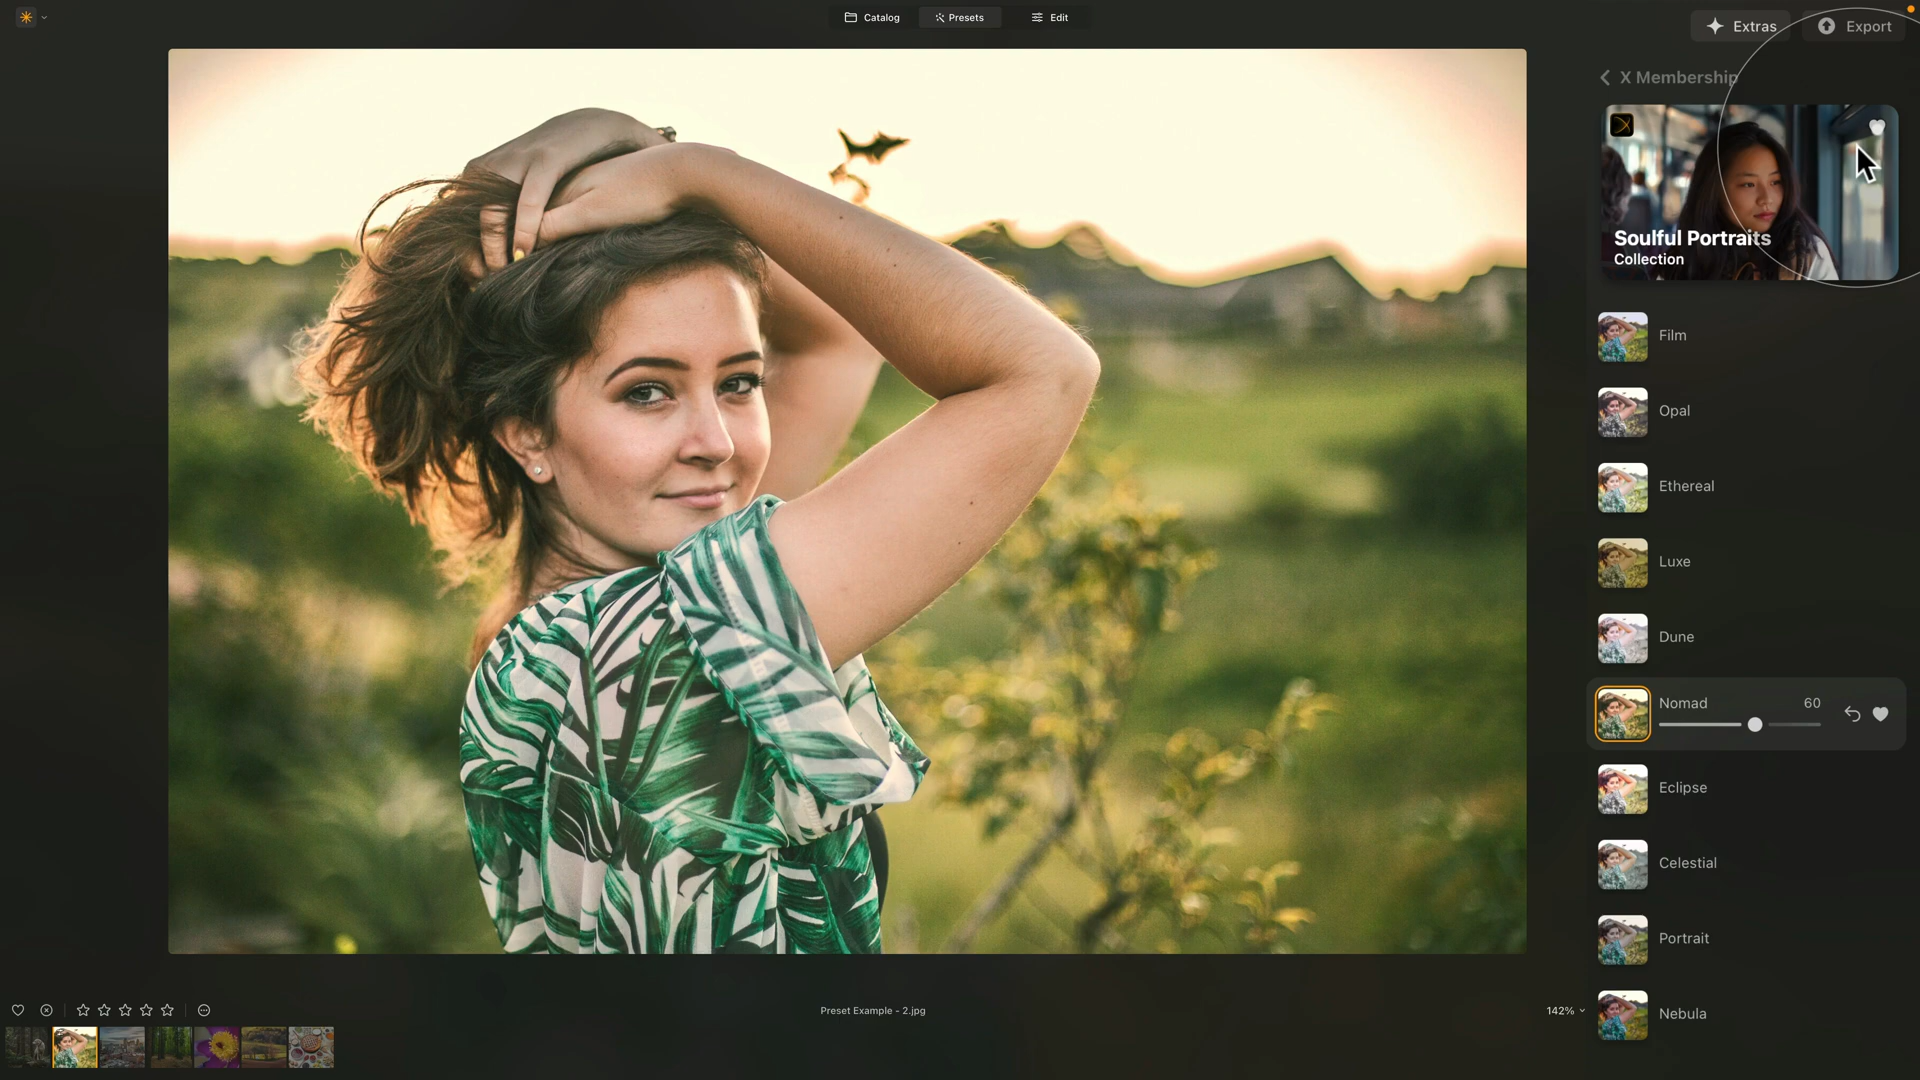 Catalog
Presets
Edit
Extras
Export
X Membership
Soulful Portraits
Collection
Film
Opal
Ethereal
Luxe
Dune
Nomad 60
Eclipse
Celestial
Portrait
Nebula
Preset Example - 2.jpg
142%